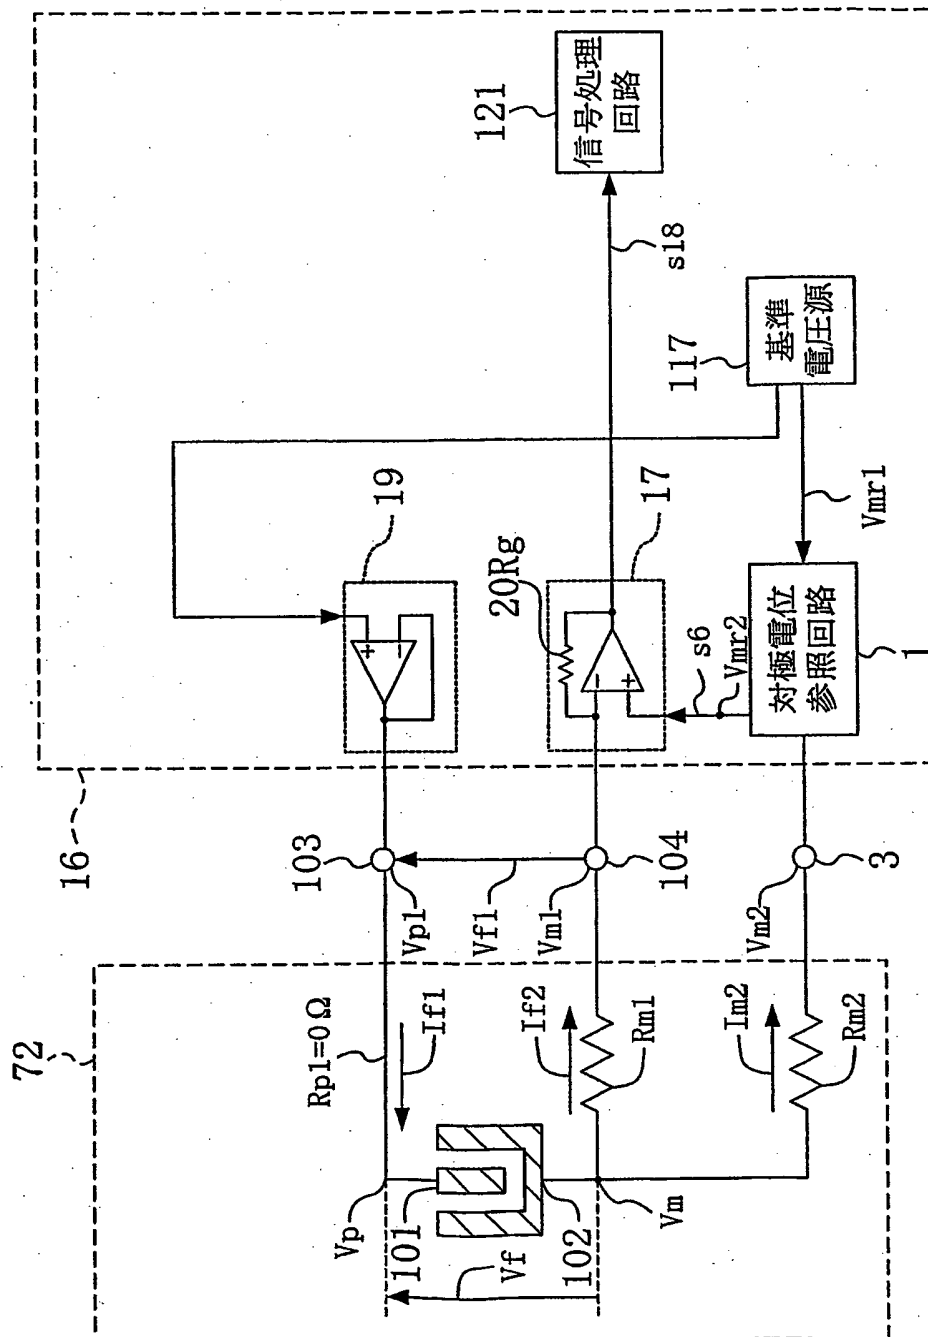 72
16
Vp
101
Vf
102
Vm
Rp1=0Ω
If1
If2
Rm1
Im2
Rm2
103
Vp1
Vf1
Vm1
104
Vm2
3
19
+
−
20Rg
17
−
+
s6
Vmr2
対極電位
参照回路
1
Vmr1
117
基準
電圧源
s18
121
信号処理
回路